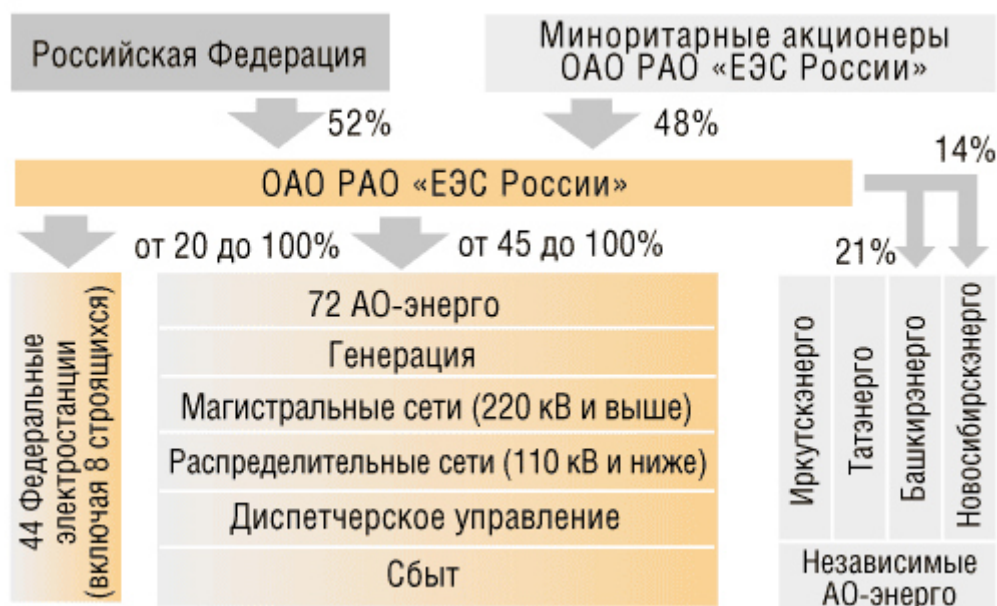 Российская Федерация
Миноритарные акционеры
ОАО РАО «ЕЭС России»
52%
48%
14%
ОАО РАО «ЕЭС России»
от 20 до 100%
от 45 до 100%
21%
44 Федеральные
электростанции
(включая 8 строящихся)
72 АО-энерго
Генерация
Магистральные сети (220 кВ и выше)
Распределительные сети (110 кВ и ниже)
Диспетчерское управление
Сбыт
Иркутскэнерго
Татэнерго
Башкирэнерго
Новосибирскэнерго
Независимые
АО-энерго